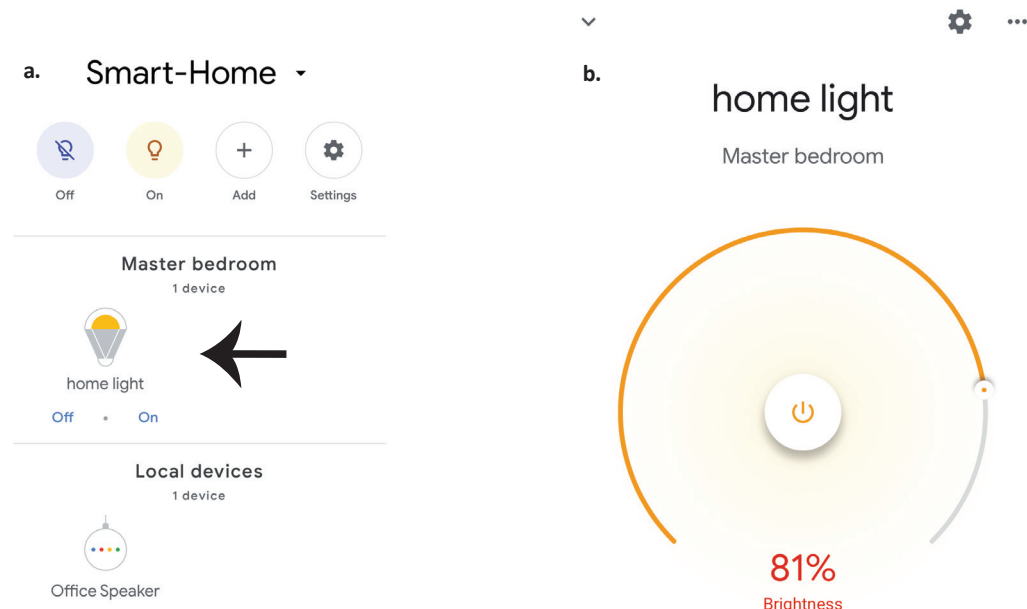 a.
Smart-Home
Off On Add Settings
Master bedroom
1 device
home light
Off • On
Local devices
1 device
Office Speaker
b.
home light
Master bedroom
81%
Brightness